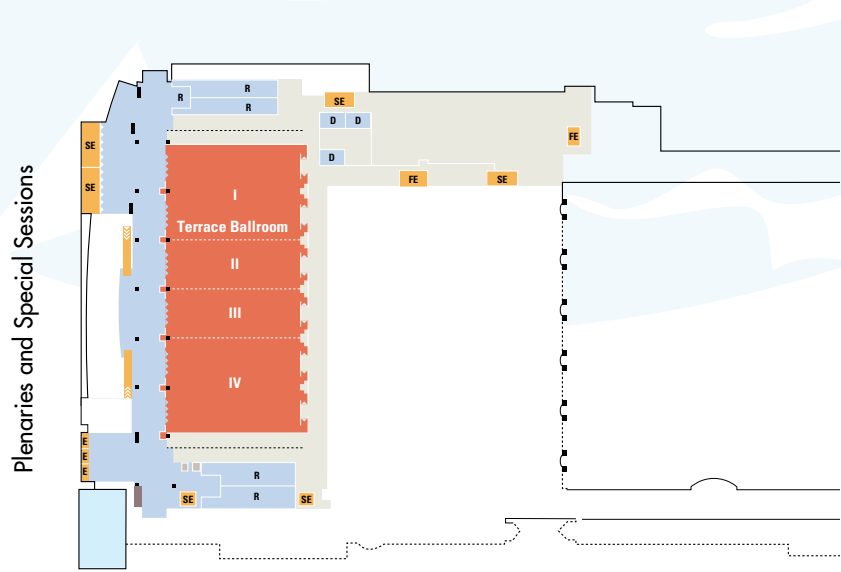 Plenaries and Special Sessions
R
R
R
SE
D
D
FE
SE
D
SE
FE
SE
I
Terrace Ballroom
II
III
IV
E
E
E
R
R
SE
SE